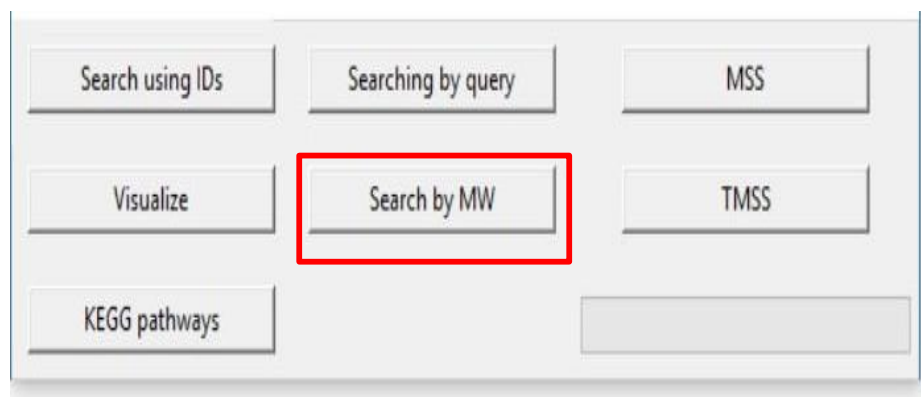 Search using IDs
Searching by query
MSS
Visualize
Search by MW
TMSS
KEGG pathways